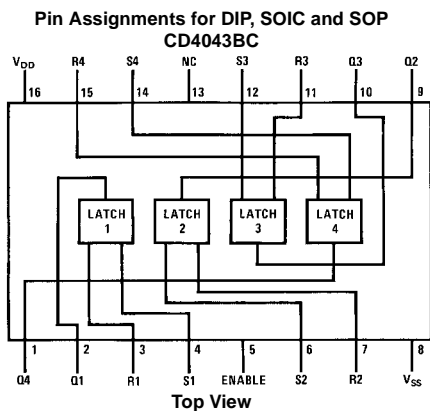 Pin Assignments for DIP, SOIC and SOP
CD4043BC
VDD R4 S4 NC S3 R3 Q3 Q2
16 15 14 13 12 11 10 9
LATCH 1
LATCH 2
LATCH 3
LATCH 4
1 2 3 4 5 6 7 8
Q4 Q1 R1 S1 ENABLE S2 R2 VSS
Top View